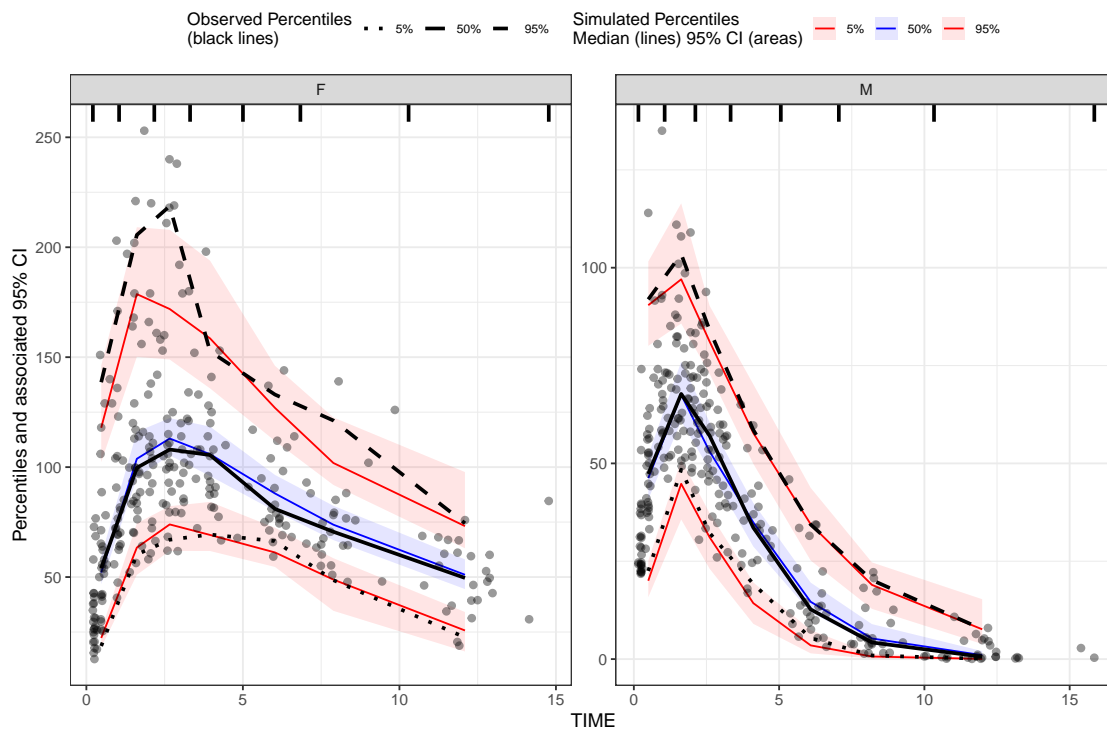 Observed Percentiles
(black lines)
5% 50% 95%
Simulated Percentiles
Median (lines) 95% CI (areas)
5% 50% 95%
F
M
Percentiles and associated 95% CI
250
200
150
100
50
100
50
0
0 5 10 15
0 5 10 15
TIME